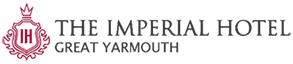 IH
THE IMPERIAL HOTEL
GREAT YARMOUTH